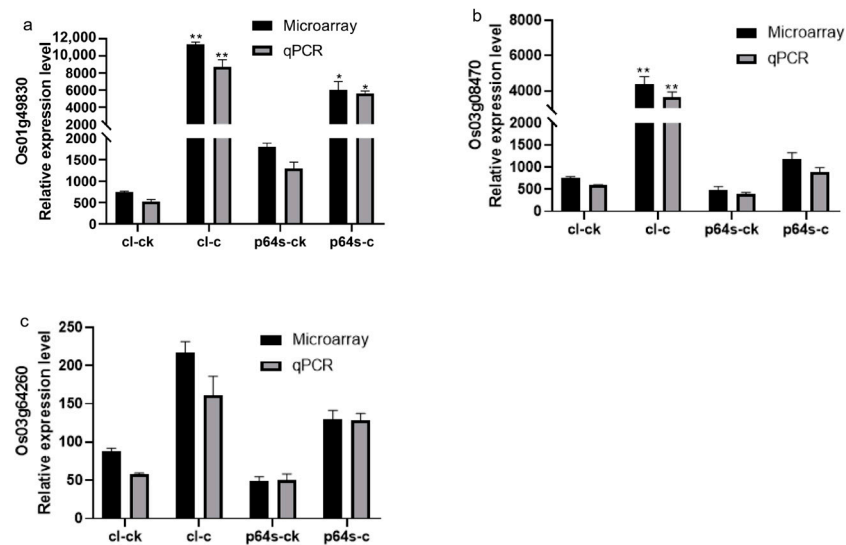 a
Os01g49830
Relative expression level
12,000
10,000
8000
6000
4000
2000
2000
1500
1000
500
0
** **
* *
cl-ck cl-c p64s-ck p64s-c
Microarray
qPCR
b
Os03g08470
Relative expression level
8000
6000
4000
2000
1500
1000
500
0
** **
cl-ck cl-c p64s-ck p64s-c
Microarray
qPCR
c
Os03g64260
Relative expression level
250
200
150
100
50
0
cl-ck cl-c p64s-ck p64s-c
Microarray
qPCR